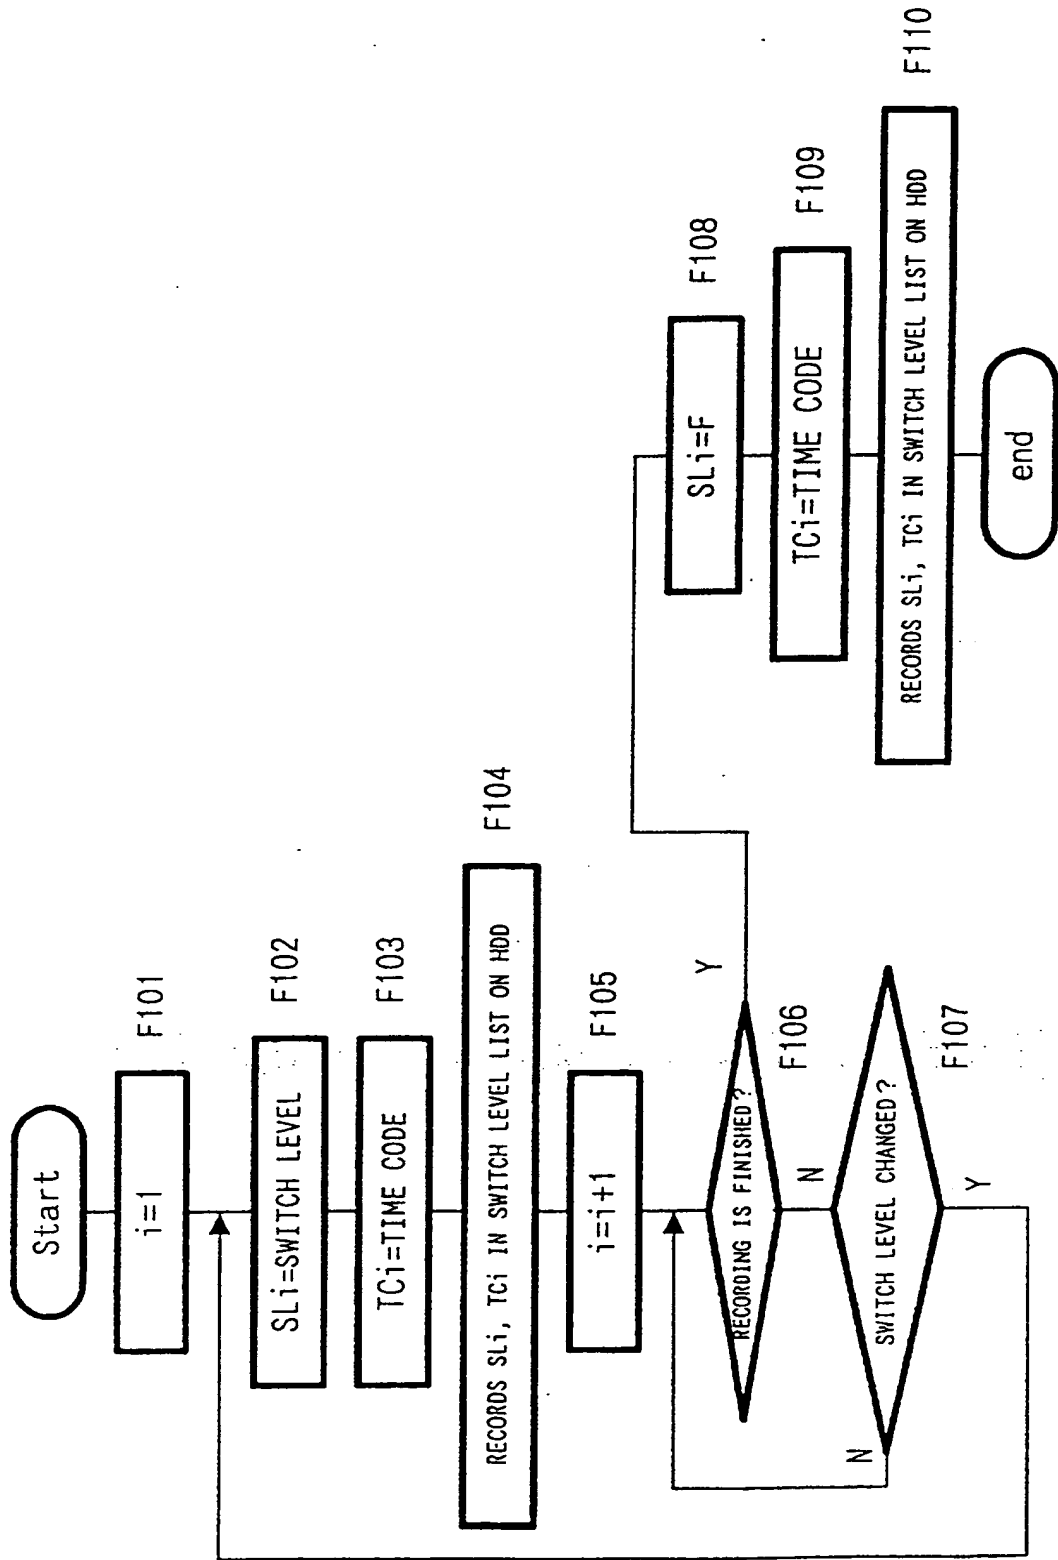 Start
i=1
F101
SLi=SWITCH LEVEL
F102
TCi=TIME CODE
F103
RECORDS SLi, TCi IN SWITCH LEVEL LIST ON HDD
F104
i=i+1
F105
RECORDING IS FINISHED?
Y
F106
N
SWITCH LEVEL CHANGED?
F107
N
Y
SLi=F
F108
TCi=TIME CODE
F109
RECORDS SLi, TCi IN SWITCH LEVEL LIST ON HDD
F110
end